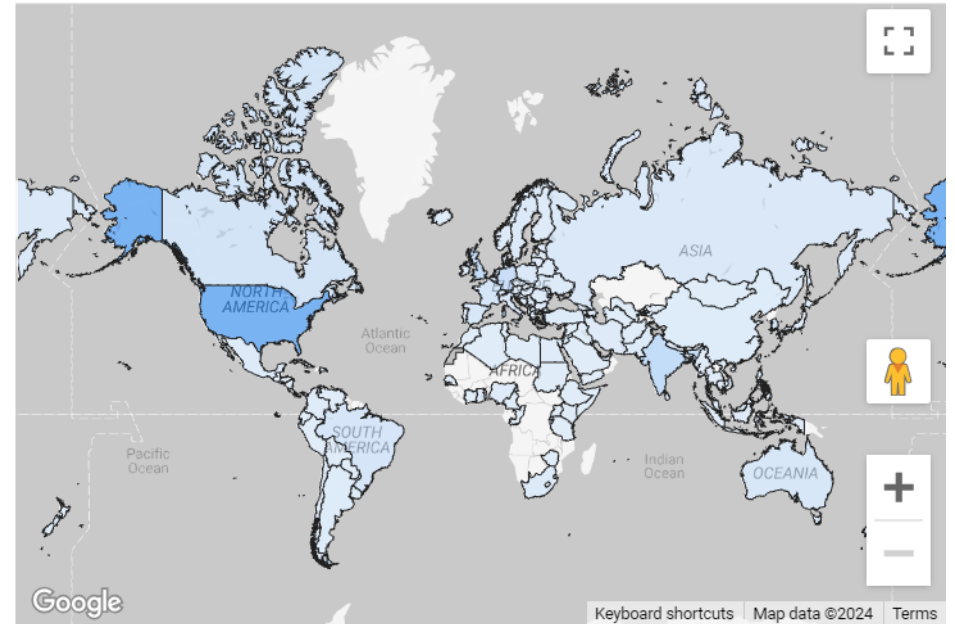 ASIA
NORTH
AMERICA
EUROPE
Atlantic
Ocean
AFRICA
SOUTH
AMERICA
Pacific
Ocean
Indian
Ocean
OCEANIA
Google
Keyboard shortcuts
Map data ©2024
Terms